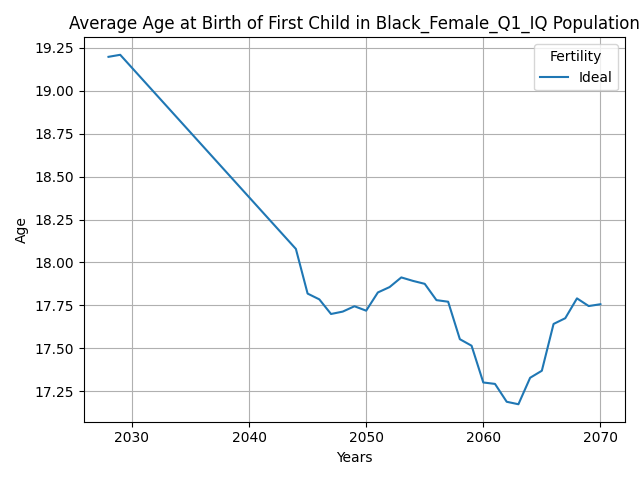 Average Age at Birth of First Child in Black_Female_Q1_IQ Population
Fertility
Ideal
19.25
19.00
18.75
18.50
18.25
18.00
17.75
17.50
17.25
Age
2030 2040 2050 2060 2070
Years